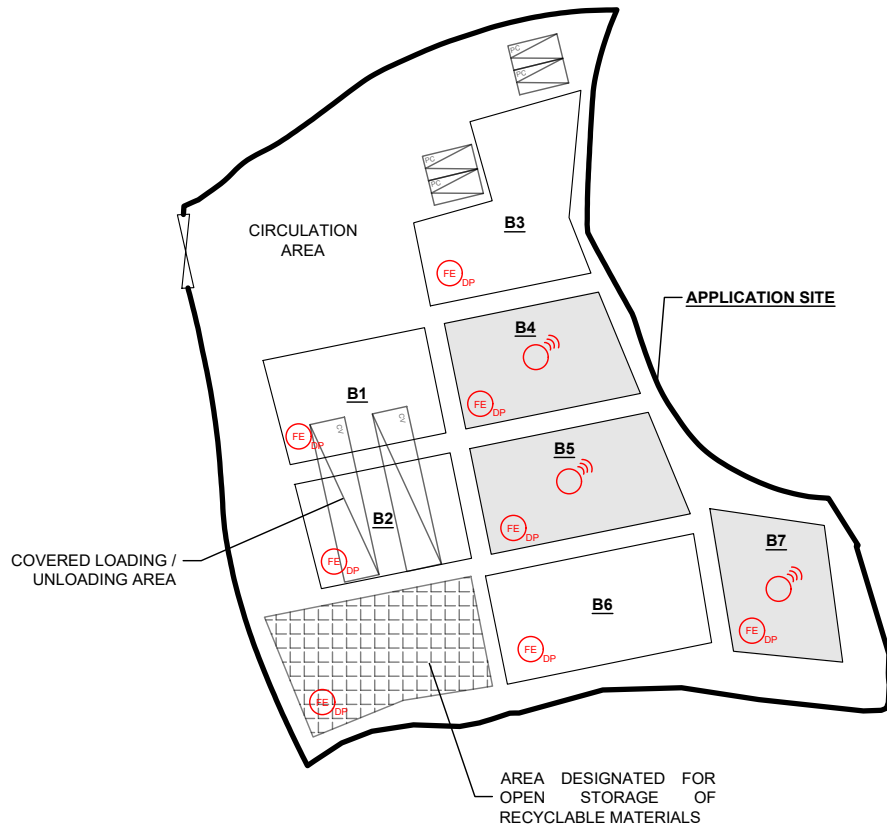 PC
PC
PC
PC
B3
CIRCULATION
AREA
FE
DP
APPLICATION SITE
B4
B1
FE
DP
CV
CV
FE
DP
B5
B2
FE
DP
B7
COVERED LOADING /
UNLOADING AREA
FE
DP
B6
FE
DP
FE
DP
FE
DP
AREA DESIGNATED FOR
OPEN STORAGE OF
RECYCLABLE MATERIALS